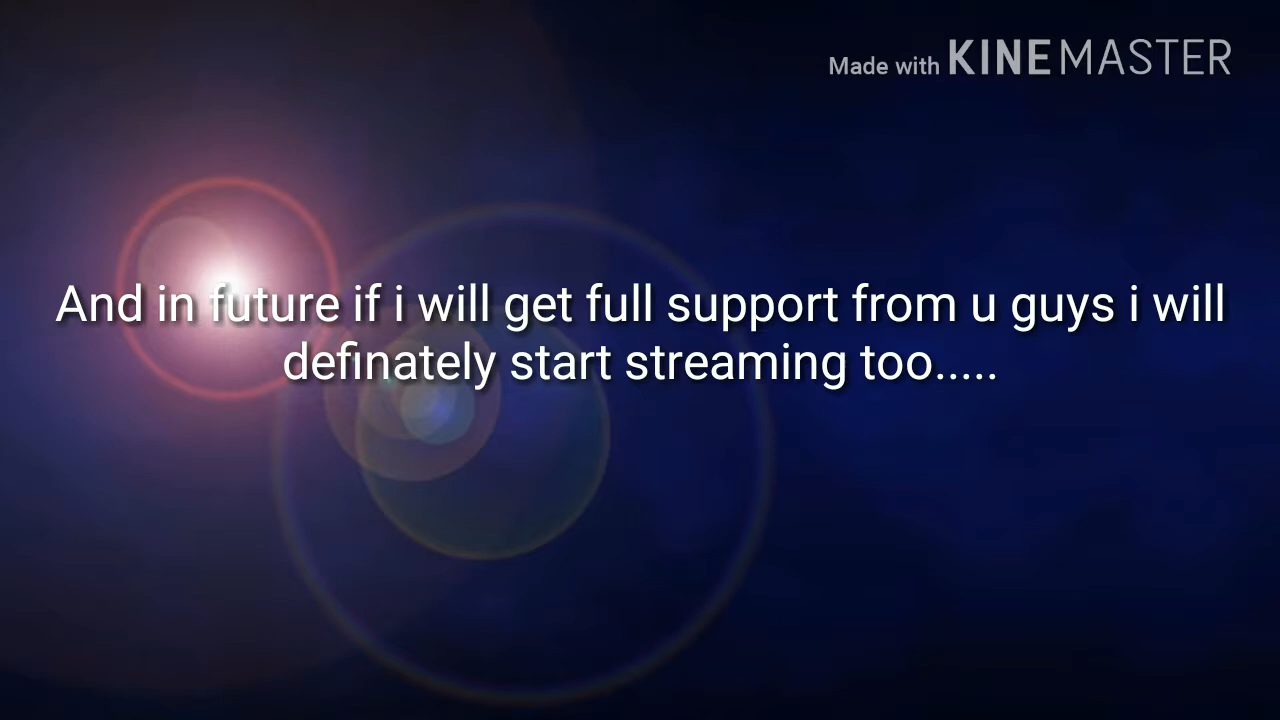 Made with KINEMASTER
And in future if i will get full support from u guys i will
definately start streaming too.....